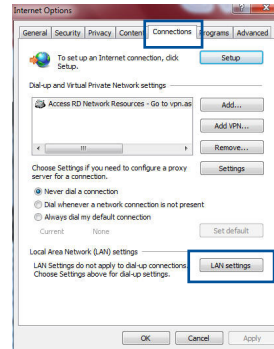 Internet Options
General Security Privacy Content Connections Programs Advanced
To set up an Internet connection, click Setup.
Setup
Dial-up and Virtual Private Network settings
Access RD Network Resources - Go to vpn.as
Add...
Add VPN...
Remove...
Choose Settings if you need to configure a proxy
server for a connection.
Settings
Never dial a connection
Dial whenever a network connection is not present
Always dial my default connection
Current None
Set default
Local Area Network (LAN) settings
LAN Settings do not apply to dial-up connections.
Choose Settings above for dial-up settings.
LAN settings
OK Cancel Apply